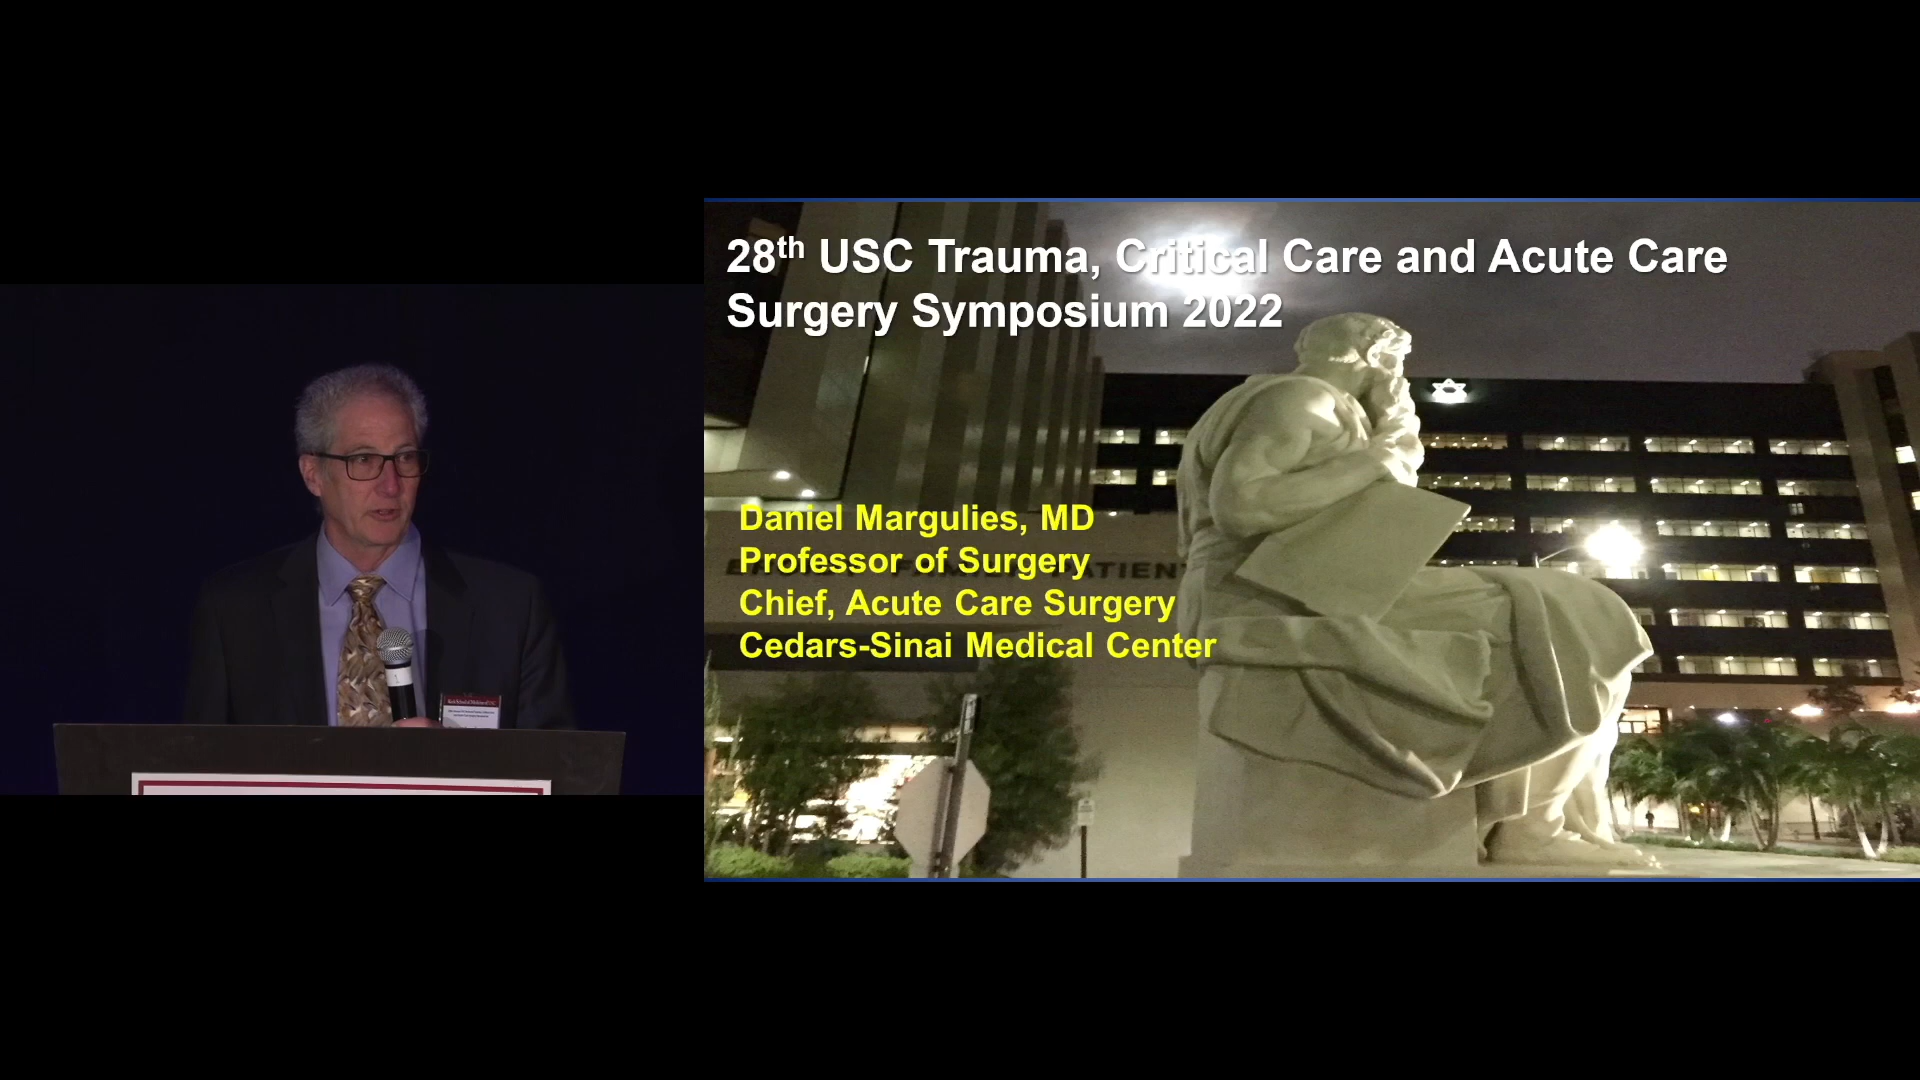 28th USC Trauma, Critical Care and Acute Care
Surgery Symposium 2022
Daniel Margulies, MD
Professor of Surgery
Chief, Acute Care Surgery
Cedars-Sinai Medical Center